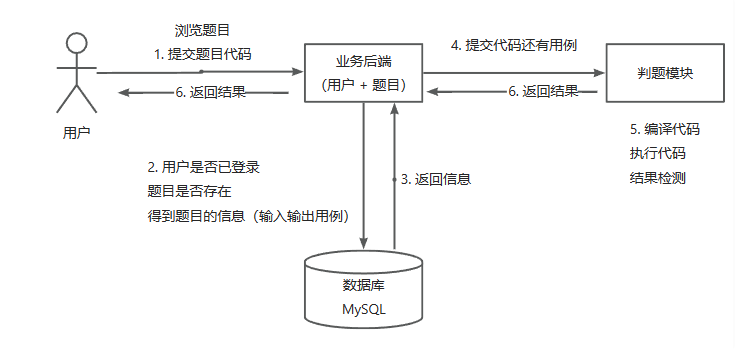 浏览题目
1. 提交题目代码
6. 返回结果
用户
业务后端
（用户 + 题目）
4. 提交代码还有用例
6. 返回结果
判题模块
5. 编译代码
执行代码
结果检测
2. 用户是否已登录
题目是否存在
得到题目的信息（输入输出用例）
3. 返回信息
数据库
MySQL